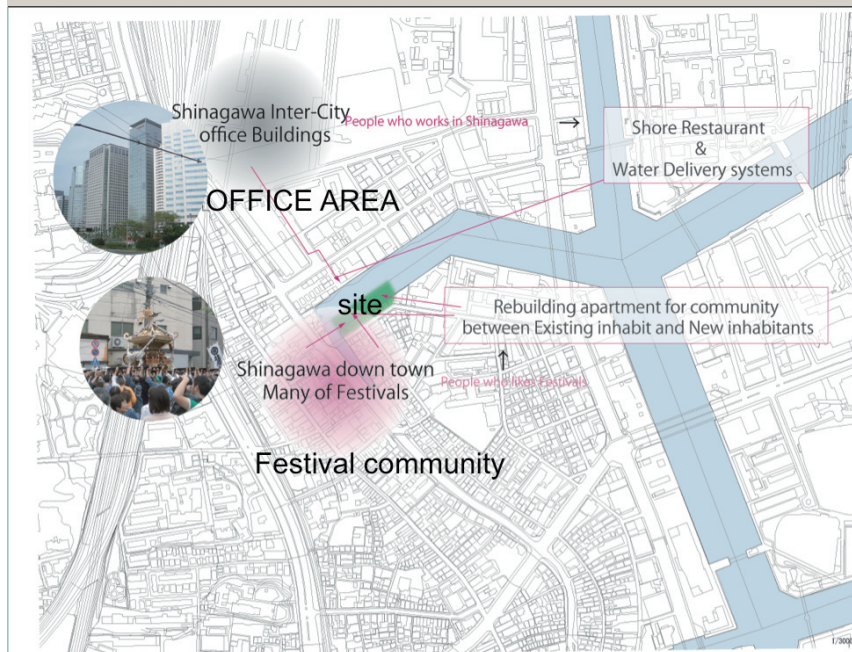 Shinagawa Inter-City
office Buildings
People who works in Shinagawa
→
Shore Restaurant
&
Water Delivery systems
OFFICE AREA
site
Rebuilding apartment for community
between Existing inhabit and New inhabitants
Shinagawa down town
Many of Festivals
People who likes Festivals
Festival community
1/3000